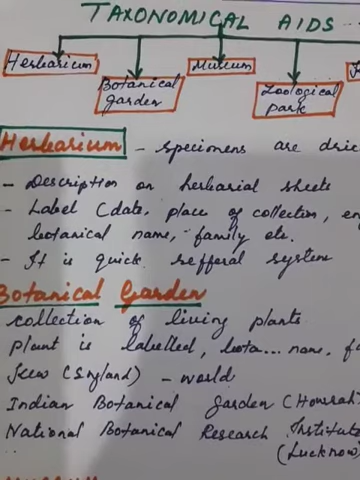 TAXONOMICAL AIDS
Herbarium
Botanical garden
Museum
Zoological park
Herbarium - specimens are drie
- Description on herbarial sheets
- Label (date, place of collection, en
botanical name, family etc.
- It is quick refferal system
Botanical Garden
collection of living plants
plant is labelled, bota... name, f
Kew (England) - world
Indian Botanical garden (Howrah)
National Botanical Research Institute
(Lucknow)